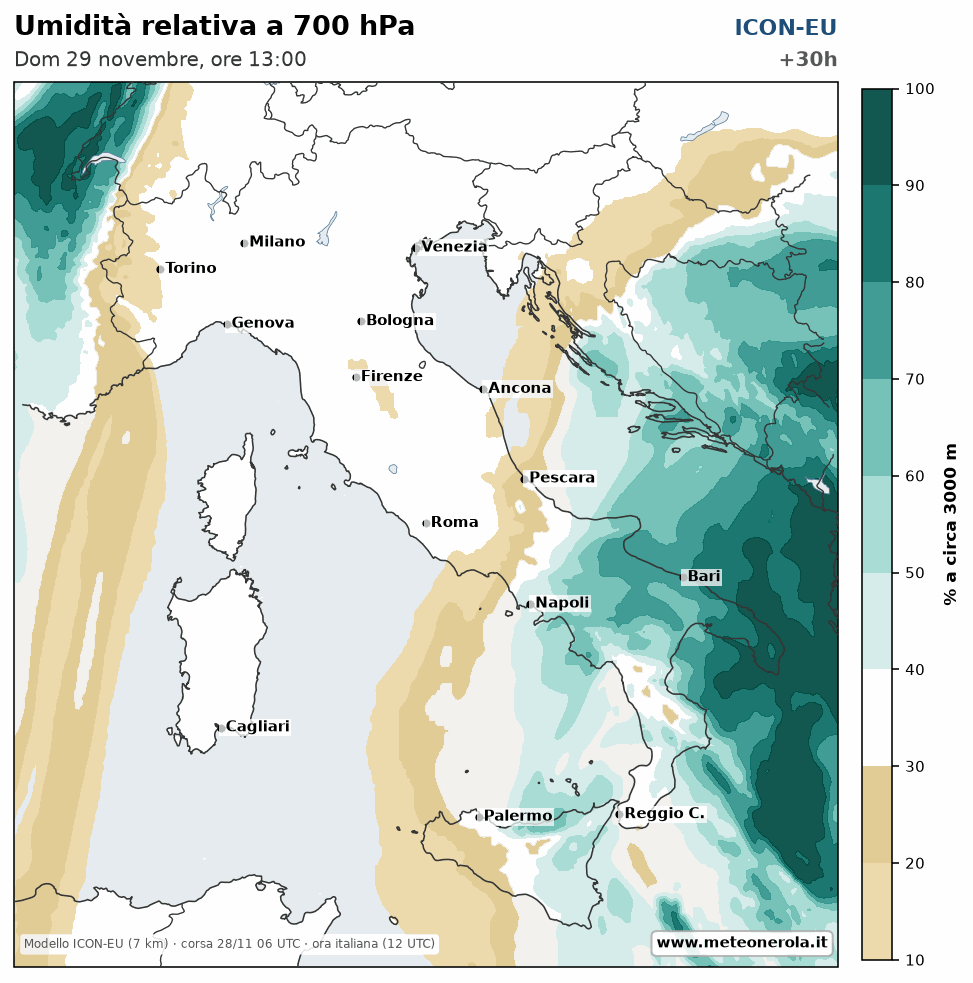 Umidità relativa a 700 hPa
ICON-EU
Dom 29 novembre, ore 13:00
+30h
100
90
80
70
60
50
40
30
20
10
% a circa 3000 m
Milano
Venezia
Torino
Genova
Bologna
Firenze
Ancona
Pescara
Roma
Bari
Napoli
Cagliari
Palermo
Reggio C.
Modello ICON-EU (7 km) · corsa 28/11 06 UTC · ora italiana (12 UTC)
www.meteonerola.it